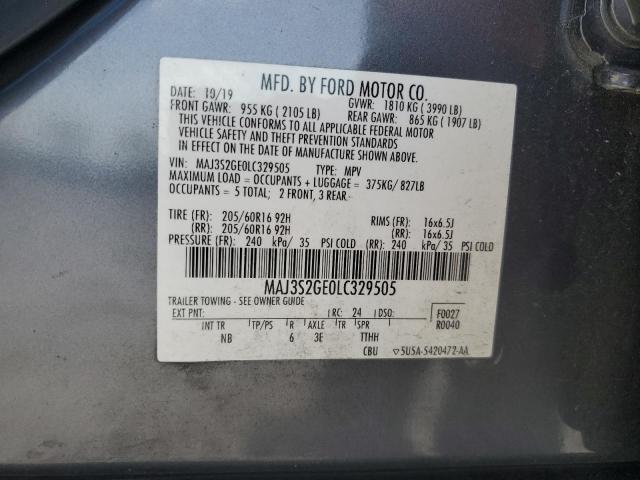 MFD. BY FORD MOTOR CO.
DATE: 10/19 GVWR: 1810 KG ( 3990 LB)
FRONT GAWR: 955 KG ( 2105 LB) REAR GAWR: 865 KG ( 1907 LB)
THIS VEHICLE CONFORMS TO ALL APPLICABLE FEDERAL MOTOR
VEHICLE SAFETY AND THEFT PREVENTION STANDARDS
IN EFFECT ON THE DATE OF MANUFACTURE SHOWN ABOVE.
VIN: MAJ3S2GE0LC329505 TYPE: MPV
MAXIMUM LOAD = OCCUPANTS + LUGGAGE = 375KG/ 827LB
OCCUPANTS = 5 TOTAL; 2 FRONT, 3 REAR
TIRE (FR): 205/60R16 92H RIMS (FR): 16x6.5J
(RR): 205/60R16 92H (RR): 16x6.5J
PRESSURE (FR): 240 kPa/ 35 PSI COLD (RR): 240 kPa/ 35 PSI COLD
MAJ3S2GE0LC329505
TRAILER TOWING - SEE OWNER GUIDE
EXT PNT: RC: 24 DSO: F0027
INT TR TP/PS R AXLE TR SPR R0040
NB 6 3E TTHH
CBU ▽5U5A-S420472-AA